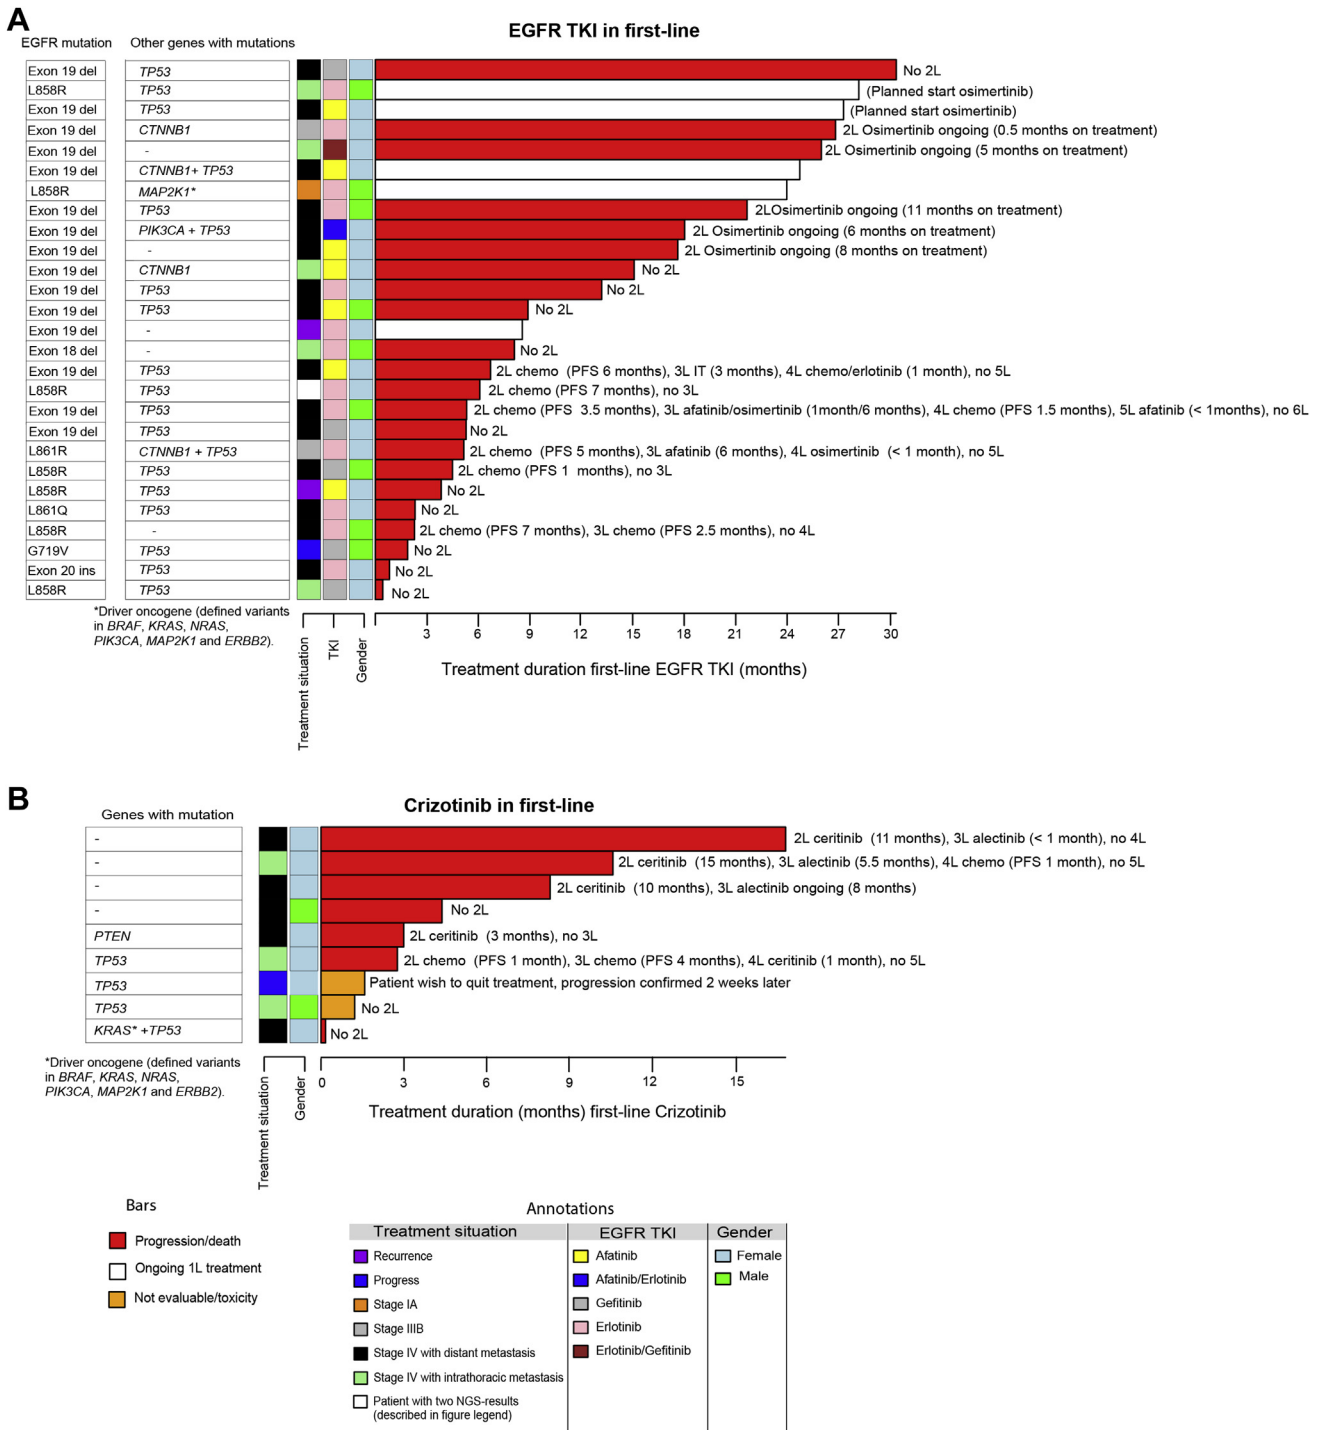 A
EGFR TKI in first-line
EGFR mutation Other genes with mutations
Exon 19 del TP53 No 2L
L858R TP53 (Planned start osimertinib)
Exon 19 del TP53 (Planned start osimertinib)
Exon 19 del CTNNB1 2L Osimertinib ongoing (0.5 months on treatment)
Exon 19 del - 2L Osimertinib ongoing (5 months on treatment)
Exon 19 del CTNNB1+ TP53
L858R MAP2K1*
Exon 19 del TP53 2LOsimertinib ongoing (11 months on treatment)
Exon 19 del PIK3CA + TP53 2L Osimertinib ongoing (6 months on treatment)
Exon 19 del - 2L Osimertinib ongoing (8 months on treatment)
Exon 19 del CTNNB1 No 2L
Exon 19 del TP53 No 2L
Exon 19 del TP53 No 2L
Exon 19 del -
Exon 18 del - No 2L
Exon 19 del TP53 2L chemo (PFS 6 months), 3L IT (3 months), 4L chemo/erlotinib (1 month), no 5L
L858R TP53 2L chemo (PFS 7 months), no 3L
Exon 19 del TP53 2L chemo (PFS 3.5 months), 3L afatinib/osimertinib (1month/6 months), 4L chemo (PFS 1.5 months), 5L afatinib (< 1months), no 6L
Exon 19 del TP53 No 2L
L861R CTNNB1 + TP53 2L chemo (PFS 5 months), 3L afatinib (6 months), 4L osimertinib (< 1 month), no 5L
L858R TP53 2L chemo (PFS 1 months), no 3L
L858R TP53 No 2L
L861Q TP53 No 2L
L858R - 2L chemo (PFS 7 months), 3L chemo (PFS 2.5 months), no 4L
G719V TP53 No 2L
Exon 20 ins TP53 No 2L
L858R TP53 No 2L
*Driver oncogene (defined variants
in BRAF, KRAS, NRAS,
PIK3CA, MAP2K1 and ERBB2).
Treatment situation
TKI
Gender
3 6 9 12 15 18 21 24 27 30
Treatment duration first-line EGFR TKI (months)
B
Crizotinib in first-line
Genes with mutation
- 2L ceritinib (11 months), 3L alectinib (< 1 month), no 4L
- 2L ceritinib (15 months), 3L alectinib (5.5 months), 4L chemo (PFS 1 month), no 5L
- 2L ceritinib (10 months), 3L alectinib ongoing (8 months)
- No 2L
PTEN 2L ceritinib (3 months), no 3L
TP53 2L chemo (PFS 1 month), 3L chemo (PFS 4 months), 4L ceritinib (1 month), no 5L
TP53 Patient wish to quit treatment, progression confirmed 2 weeks later
TP53 No 2L
KRAS* +TP53 No 2L
*Driver oncogene (defined variants
in BRAF, KRAS, NRAS,
PIK3CA, MAP2K1 and ERBB2).
Treatment situation
Gender
0 3 6 9 12 15
Treatment duration (months) first-line Crizotinib
Bars
Progression/death
Ongoing 1L treatment
Not evaluable/toxicity
Annotations
Treatment situation EGFR TKI Gender
Recurrence Afatinib Female
Progress Afatinib/Erlotinib Male
Stage IA Gefitinib
Stage IIIB Erlotinib
Stage IV with distant metastasis Erlotinib/Gefitinib
Stage IV with intrathoracic metastasis
Patient with two NGS-results
(described in figure legend)